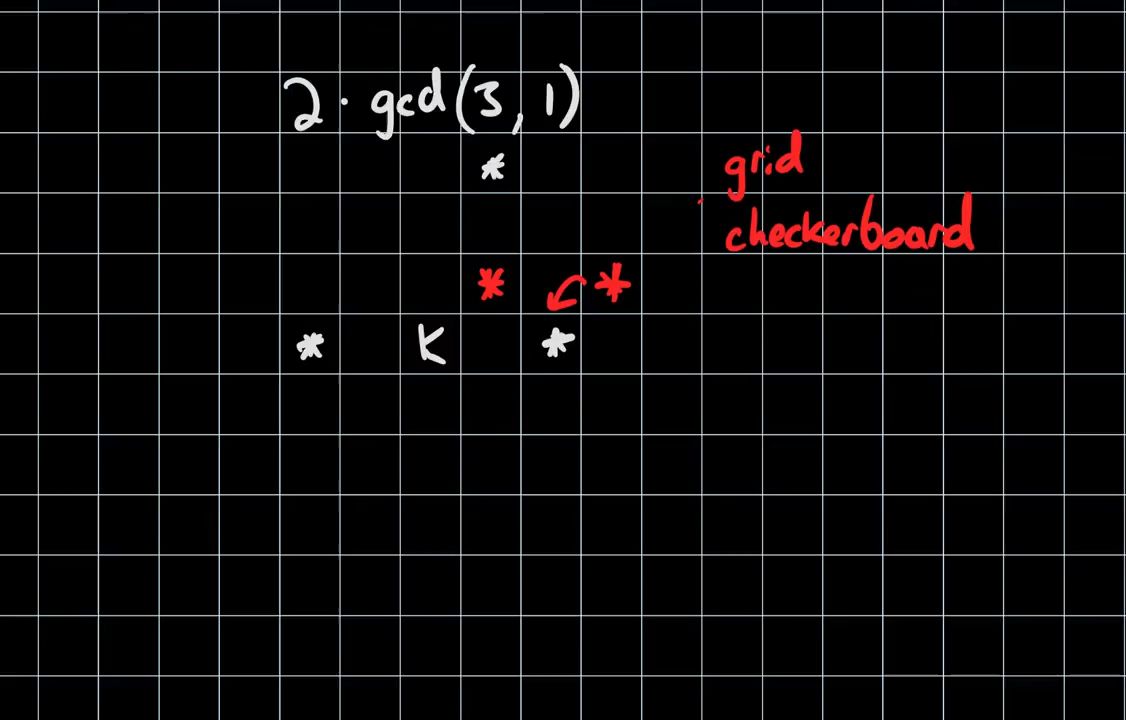 2 · gcd(3, 1)
*
grid
checkerboard
* *
* K *